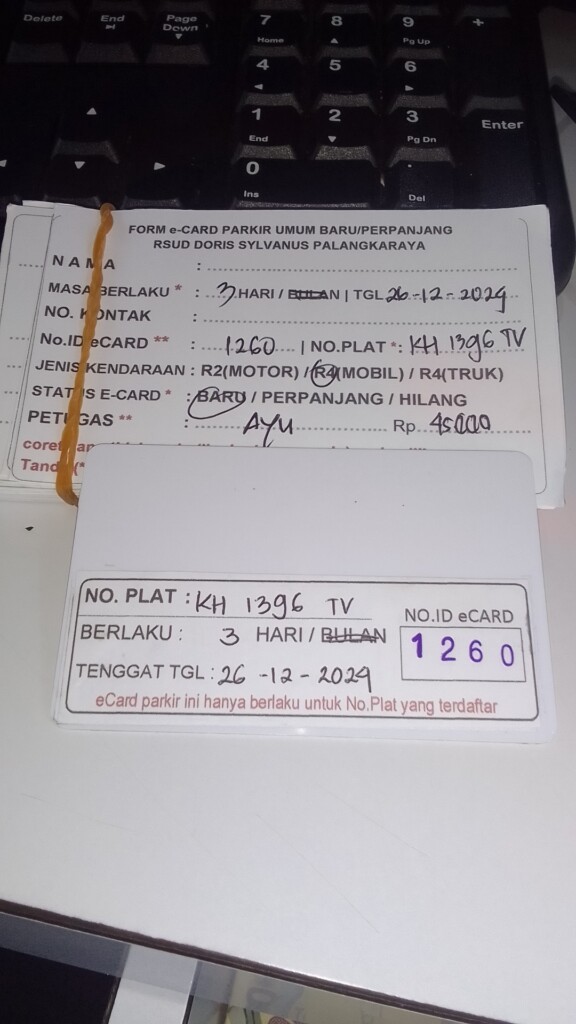 Delete End Page Down 7 Home 8 9 Pg Up +
4 5 6
1 End 2 3 Pg Dn Enter
0 Ins . Del
FORM e-CARD PARKIR UMUM BARU/PERPANJANG
RSUD DORIS SYLVANUS PALANGKARAYA
NAMA :
MASA BERLAKU * : 3 HARI / BULAN | TGL 26-12-2024
NO. KONTAK :
No.ID eCARD ** : 1260 | NO.PLAT *: KH 1396 TV
JENIS KENDARAAN : R2(MOTOR) / R4(MOBIL) / R4(TRUK)
STATUS E-CARD * : BARU / PERPANJANG / HILANG
PETUGAS ** : AYU Rp. 45.000
coret
Tand (*
NO. PLAT : KH 1396 TV
BERLAKU : 3 HARI / BULAN
NO.ID eCARD
1260
TENGGAT TGL : 26 -12 - 2024
eCard parkir ini hanya berlaku untuk No.Plat yang terdaftar